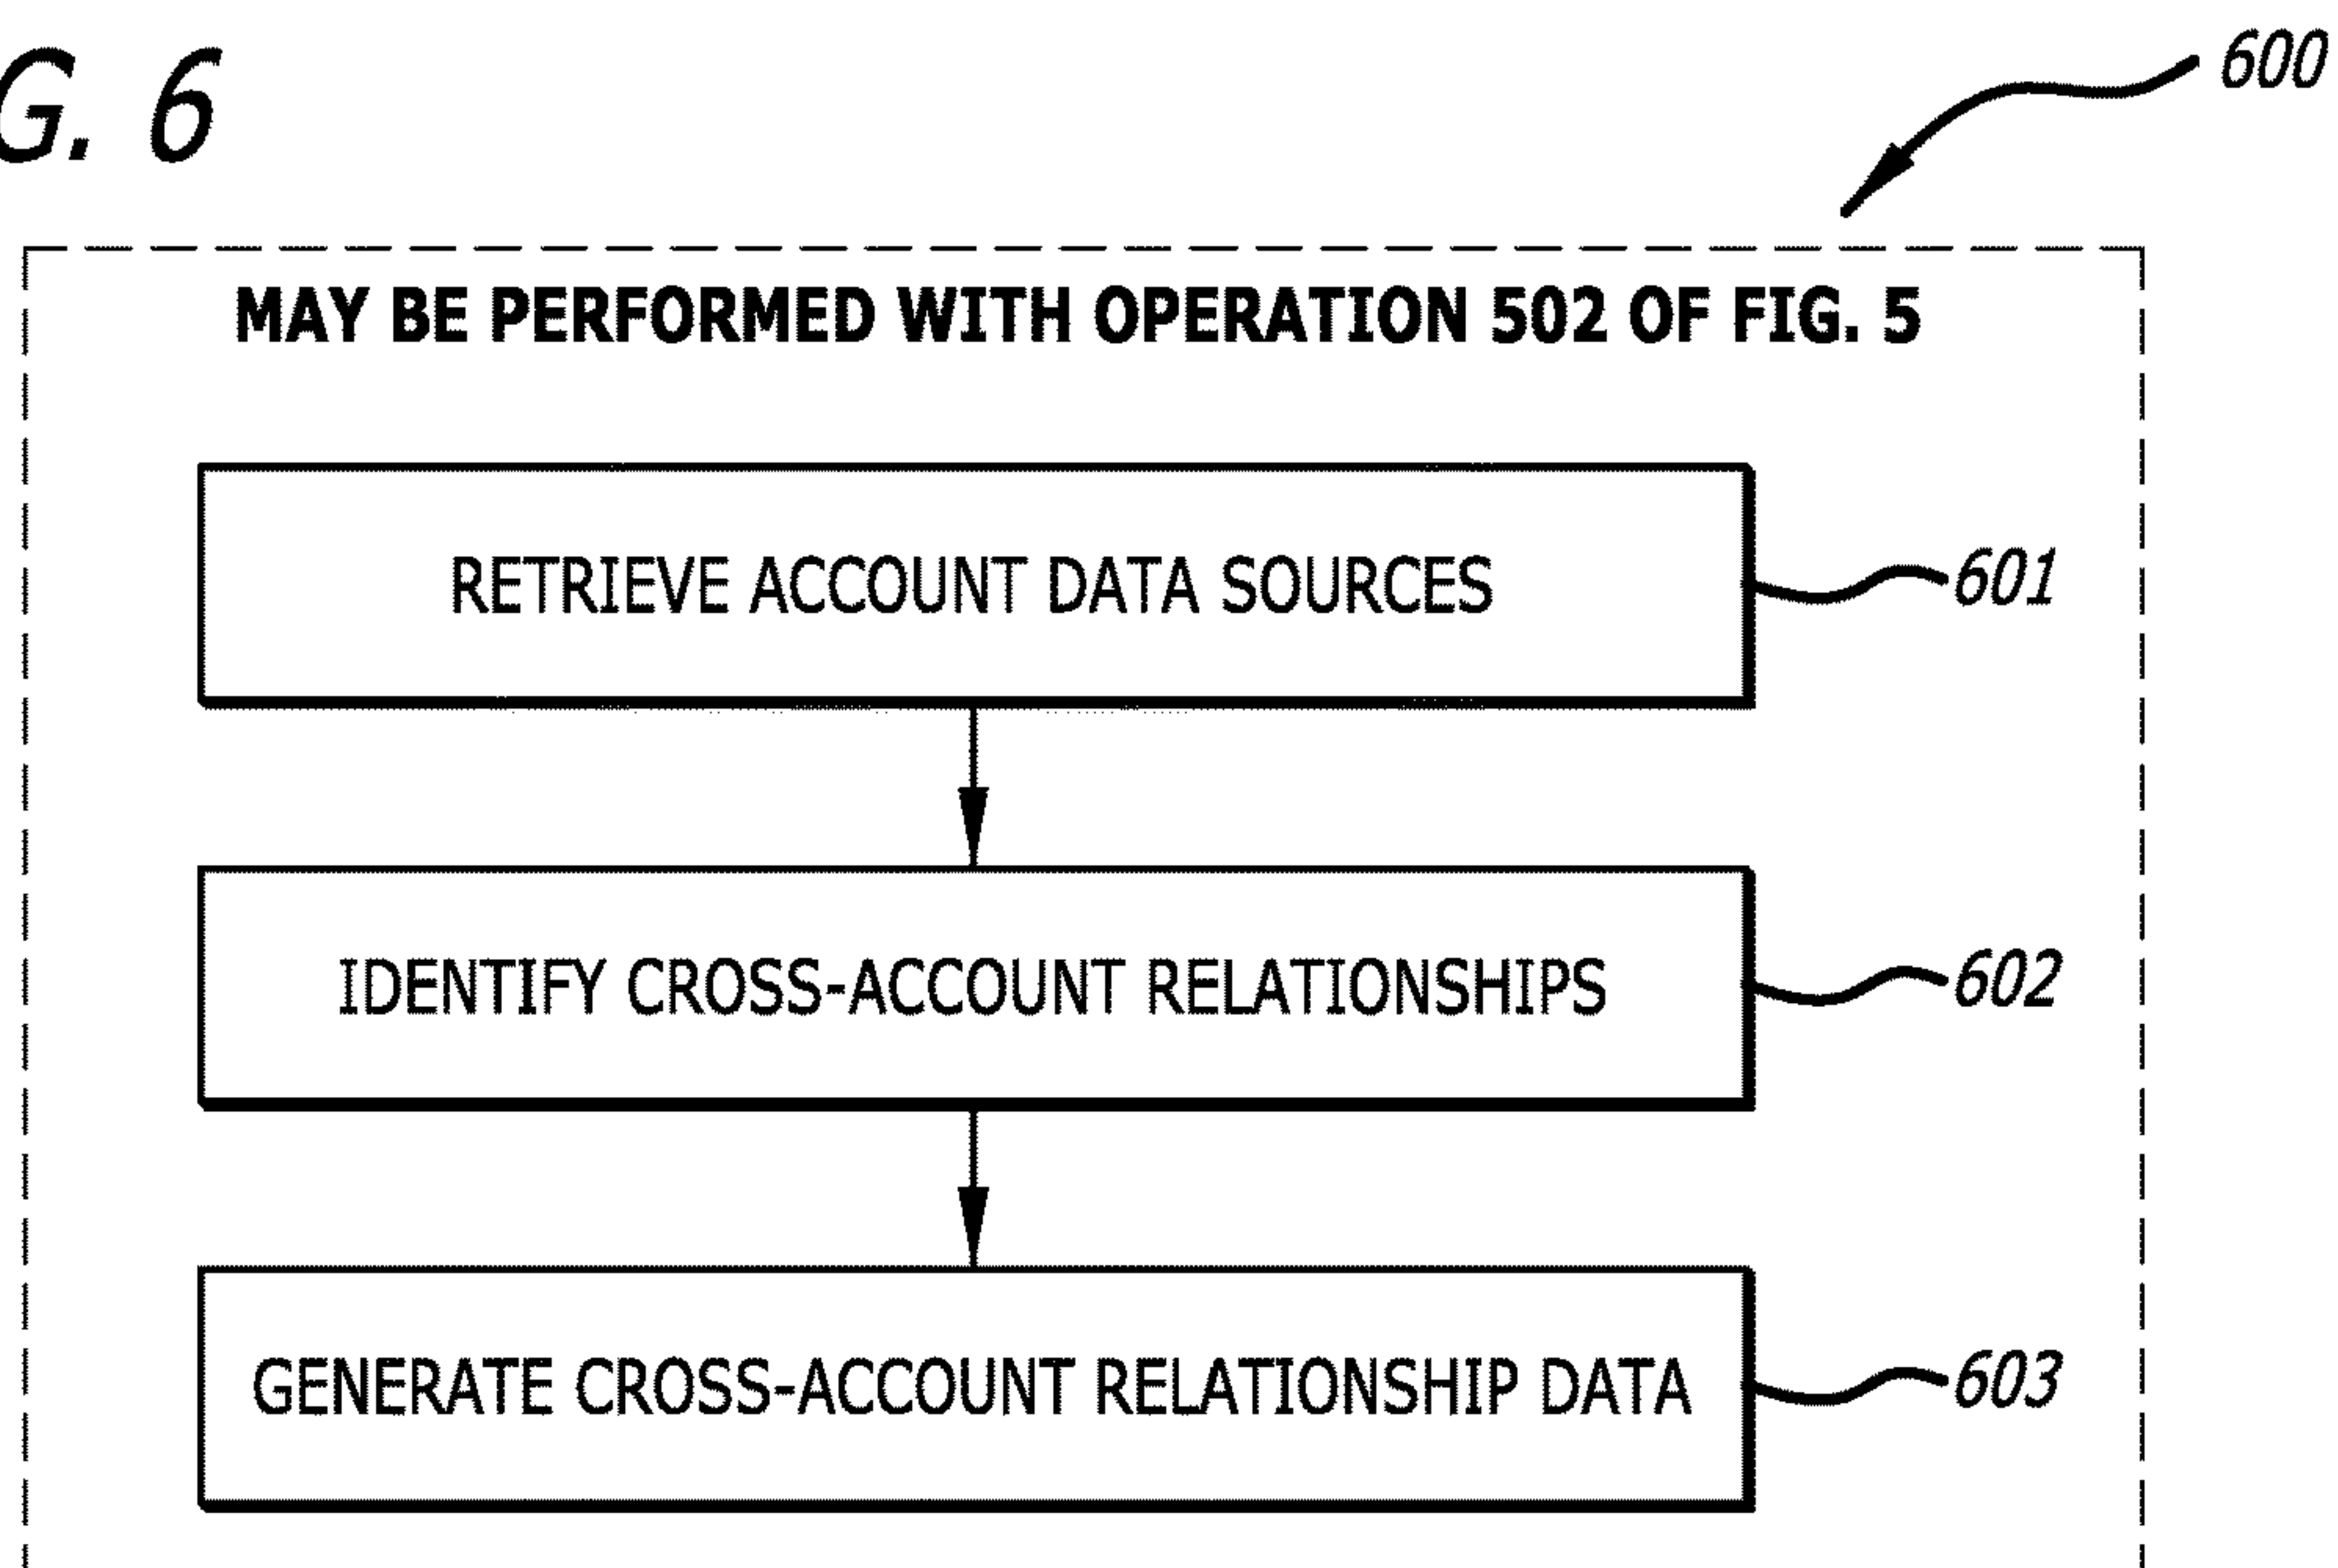 G. 6
600
MAY BE PERFORMED WITH OPERATION 502 OF FIG. 5
RETRIEVE ACCOUNT DATA SOURCES
601
IDENTIFY CROSS-ACCOUNT RELATIONSHIPS
602
GENERATE CROSS-ACCOUNT RELATIONSHIP DATA
603